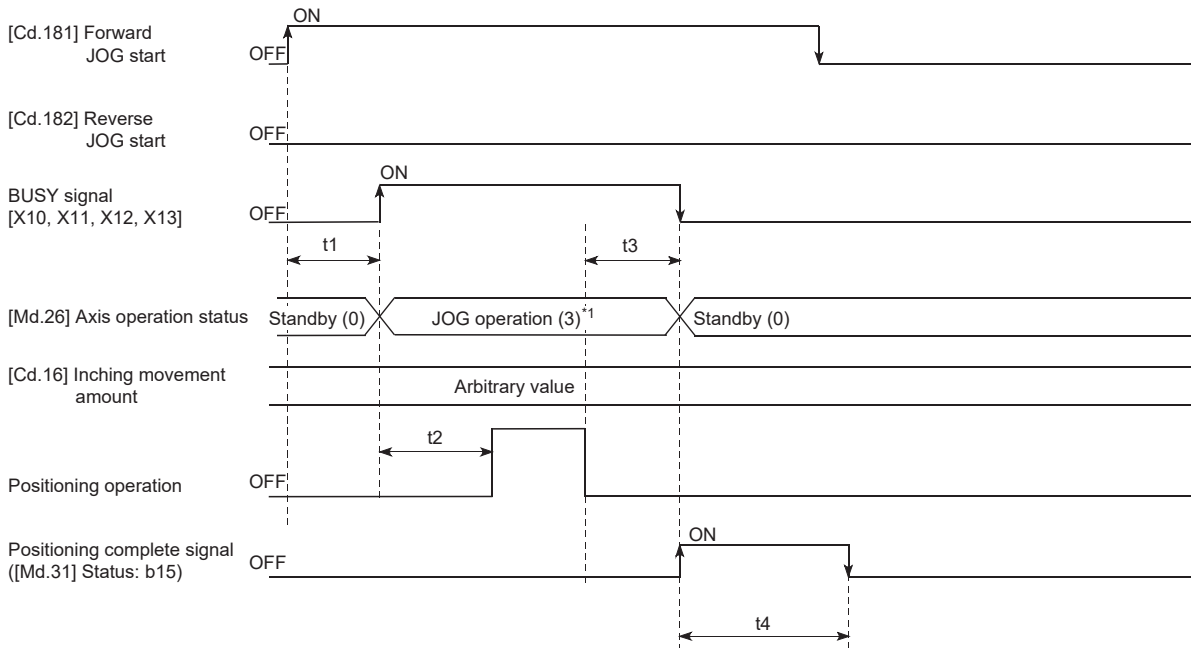 ON
[Cd.181] Forward
JOG start
OFF
[Cd.182] Reverse
JOG start
OFF
ON
BUSY signal
[X10, X11, X12, X13]
OFF
t1
t3
[Md.26] Axis operation status
Standby (0)
JOG operation (3)*1
Standby (0)
[Cd.16] Inching movement
amount
Arbitrary value
t2
Positioning operation
OFF
ON
Positioning complete signal
([Md.31] Status: b15)
OFF
t4